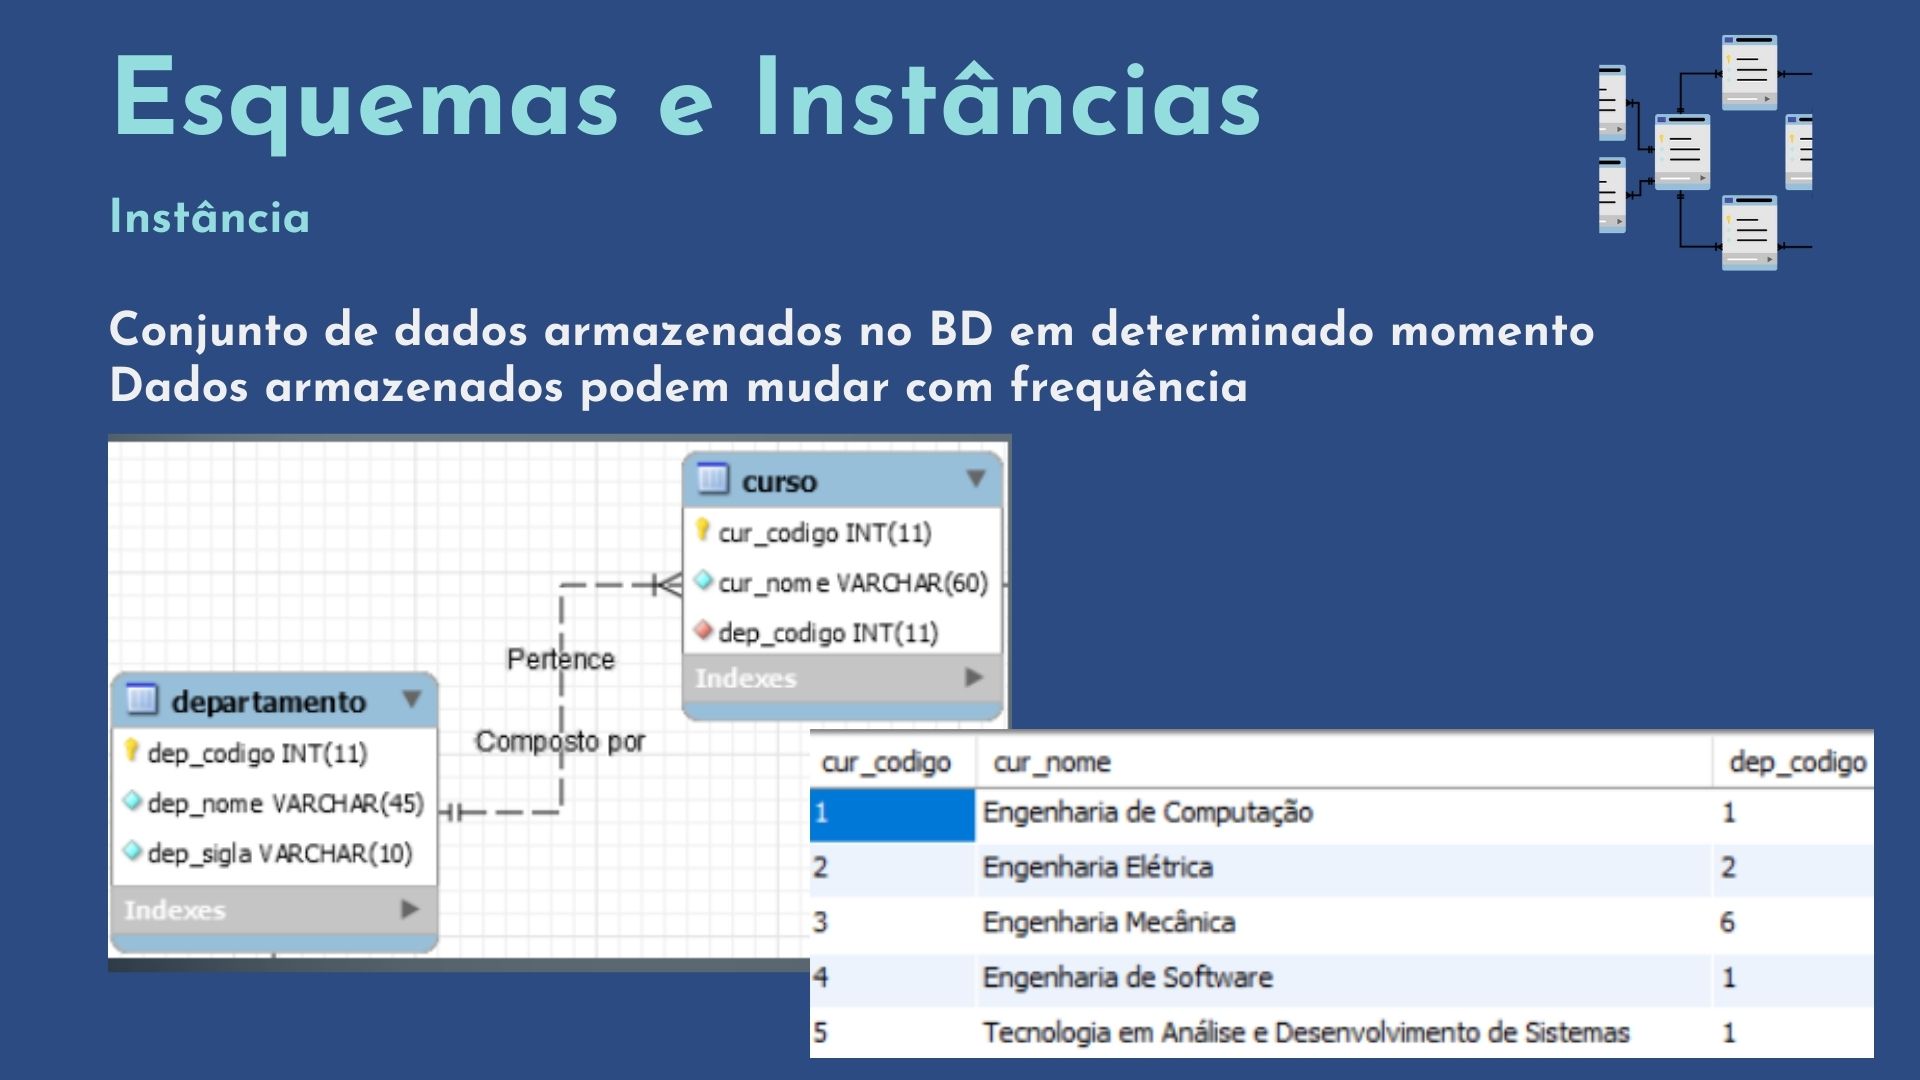 Esquemas e Instâncias
Instância
Conjunto de dados armazenados no BD em determinado momento
Dados armazenados podem mudar com frequência
curso
cur_codigo INT(11)
cur_nome VARCHAR(60)
dep_codigo INT(11)
Indexes
Pertence
Composto por
departamento
dep_codigo INT(11)
dep_nome VARCHAR(45)
dep_sigla VARCHAR(10)
Indexes
cur_codigo cur_nome dep_codigo
1 Engenharia de Computação 1
2 Engenharia Elétrica 2
3 Engenharia Mecânica 6
4 Engenharia de Software 1
5 Tecnologia em Análise e Desenvolvimento de Sistemas 1